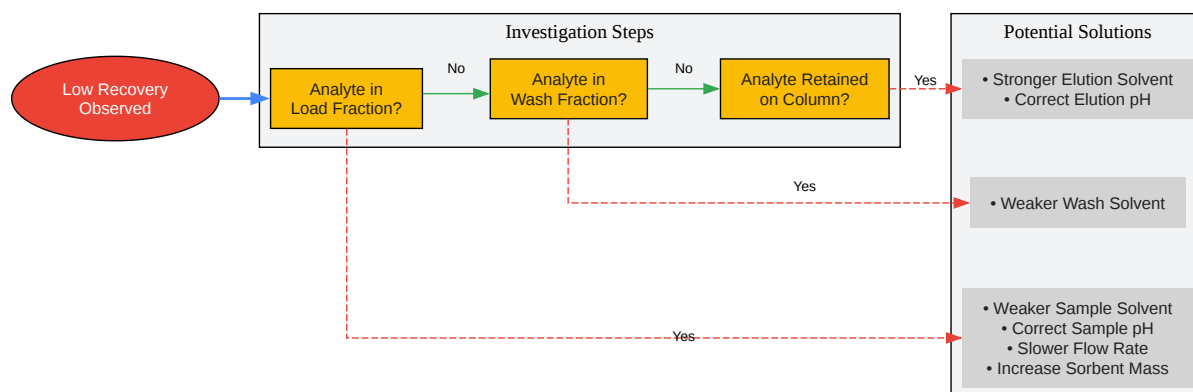 Investigation Steps
Potential Solutions
Low Recovery
Observed
Analyte in
Load Fraction?
No
Analyte in
Wash Fraction?
No
Analyte Retained
on Column?
Yes
• Stronger Elution Solvent
• Correct Elution pH
Yes
• Weaker Wash Solvent
Yes
• Weaker Sample Solvent
• Correct Sample pH
• Slower Flow Rate
• Increase Sorbent Mass